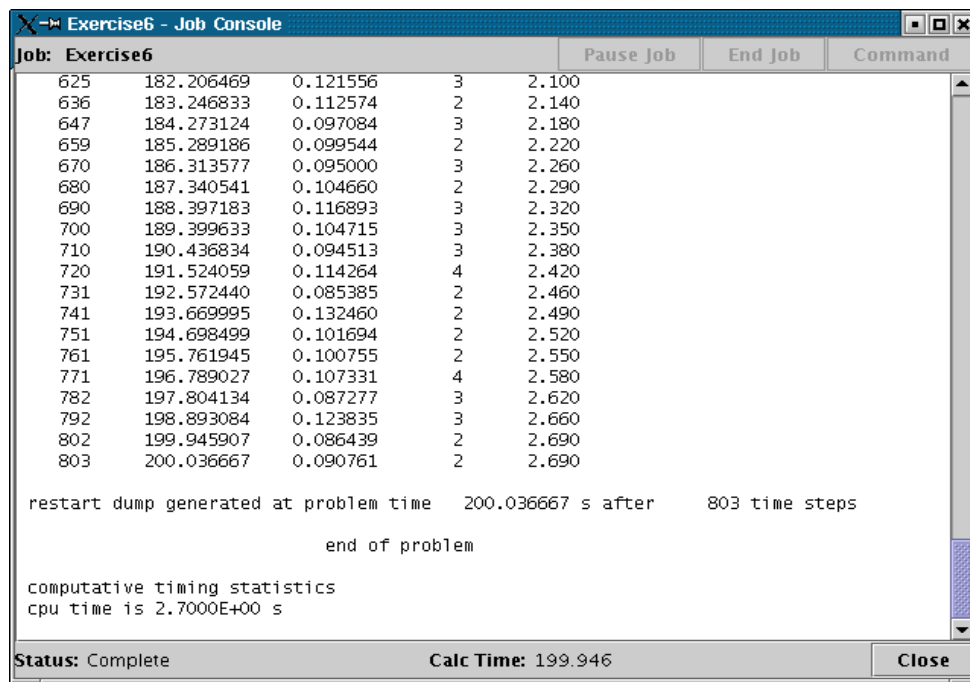 Exercise6 - Job Console
Job: Exercise6 Pause Job End Job Command
625 182.206469 0.121556 3 2.100
636 183.246833 0.112574 2 2.140
647 184.273124 0.097084 3 2.180
659 185.289186 0.099544 2 2.220
670 186.313577 0.095000 3 2.260
680 187.340541 0.104660 2 2.290
690 188.397183 0.116893 3 2.320
700 189.399633 0.104715 3 2.350
710 190.436834 0.094513 3 2.380
720 191.524059 0.114264 4 2.420
731 192.572440 0.085385 2 2.460
741 193.669995 0.132460 2 2.490
751 194.698499 0.101694 2 2.520
761 195.761945 0.100755 2 2.550
771 196.789027 0.107331 4 2.580
782 197.804134 0.087277 3 2.620
792 198.893084 0.123835 3 2.660
802 199.945907 0.086439 2 2.690
803 200.036667 0.090761 2 2.690
restart dump generated at problem time 200.036667 s after 803 time steps
end of problem
computative timing statistics
cpu time is 2.7000E+00 s
Status: Complete Calc Time: 199.946 Close